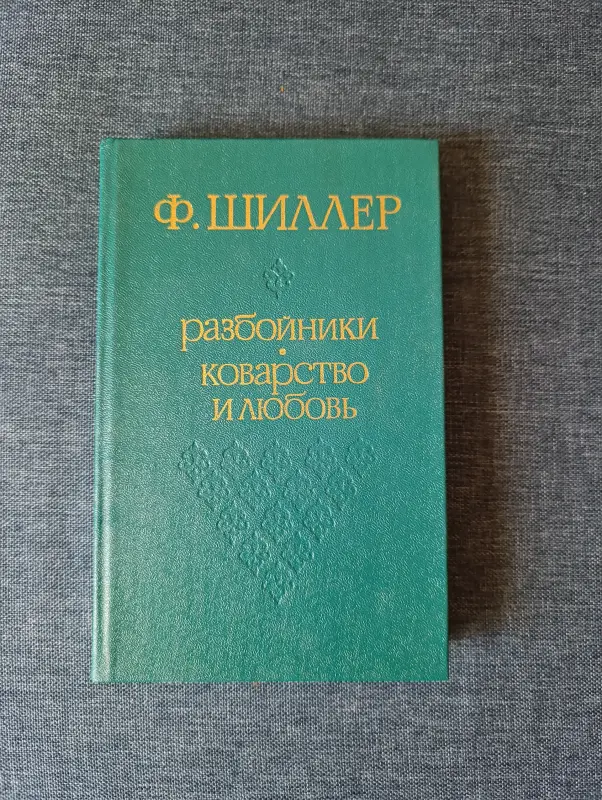 Ф. ШИЛЛЕР
разбойники
•
коварство
и любовь